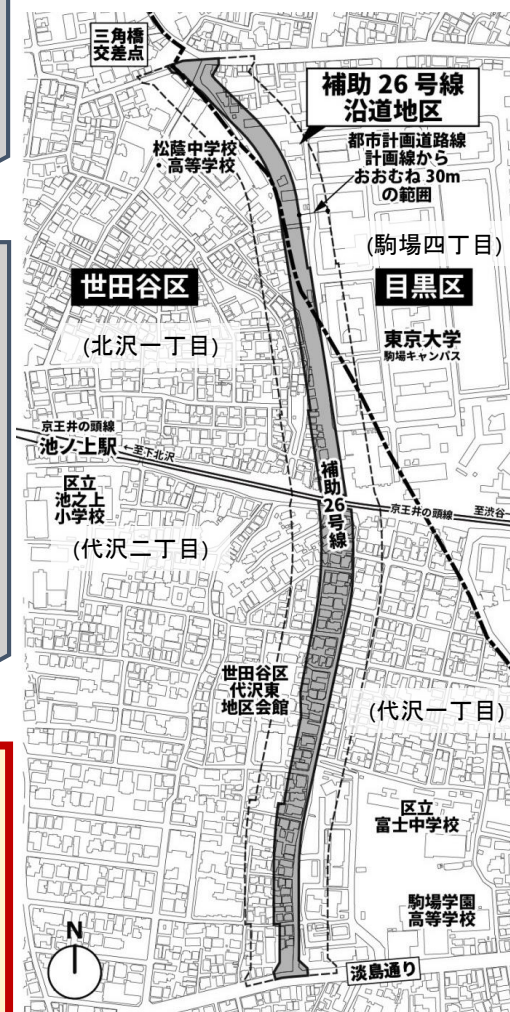 三角橋
交差点
補助26号線
沿道地区
都市計画道路線
計画線から
おおむね30m
の範囲
松蔭中学校
・高等学校
(駒場四丁目)
世田谷区
目黒区
(北沢一丁目)
東京大学
駒場キャンパス
京王井の頭線
池ノ上駅
←至下北沢
区立
池之上
小学校
補助26号線
京王井の頭線
至渋谷→
(代沢二丁目)
世田谷区
代沢東
地区会館
(代沢一丁目)
区立
富士中学校
駒場学園
高等学校
N
淡島通り